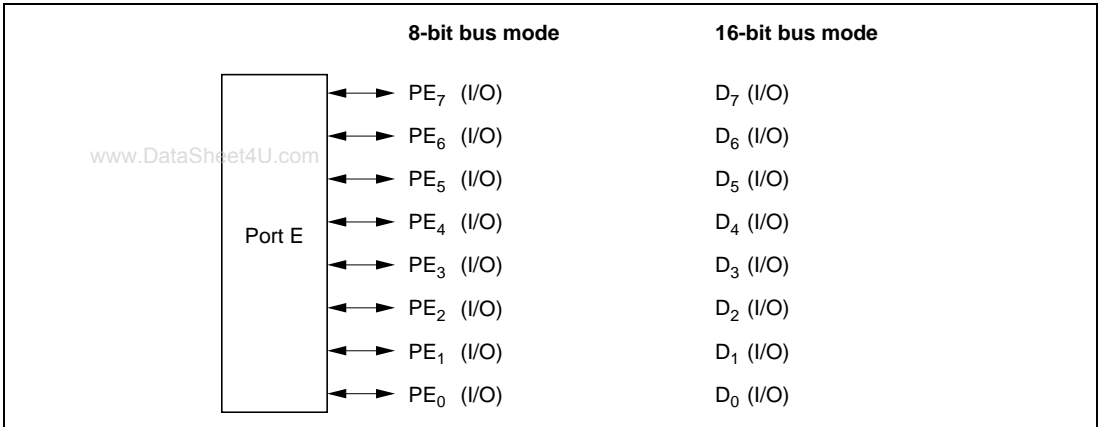 8-bit bus mode 16-bit bus mode
PE₇ (I/O) D₇ (I/O)
PE₆ (I/O) D₆ (I/O)
www.DataSheet4U.com
PE₅ (I/O) D₅ (I/O)
Port E PE₄ (I/O) D₄ (I/O)
PE₃ (I/O) D₃ (I/O)
PE₂ (I/O) D₂ (I/O)
PE₁ (I/O) D₁ (I/O)
PE₀ (I/O) D₀ (I/O)